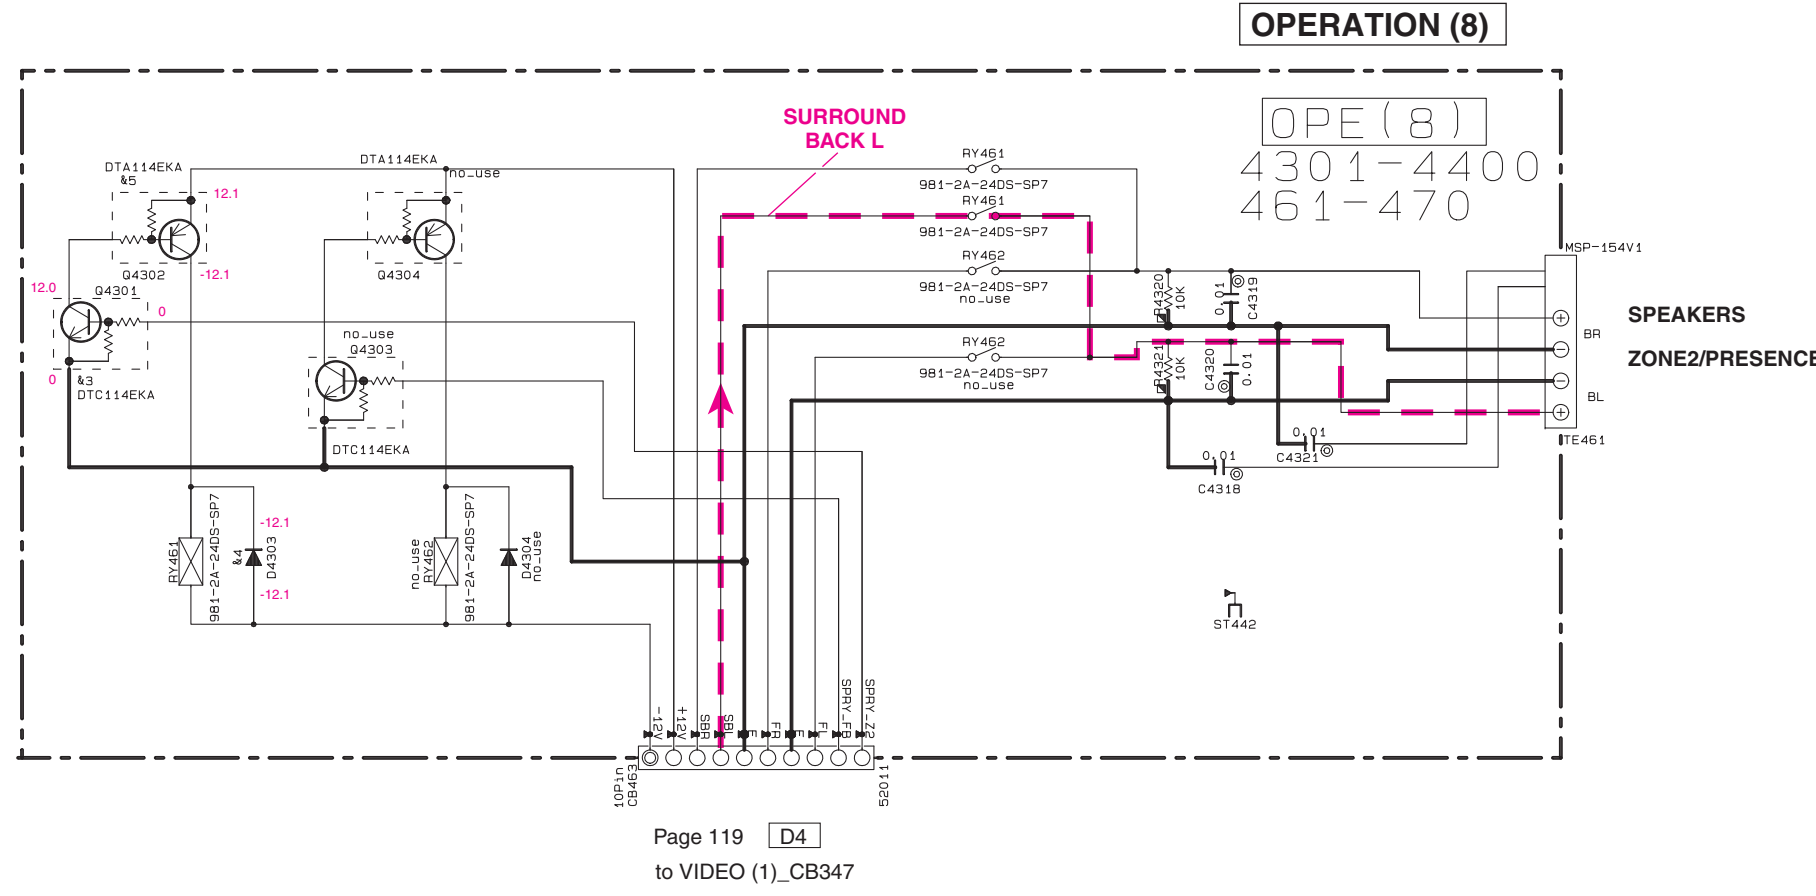 OPERATION (8)
OPE(8)
4301-4400
461-470
SURROUND
BACK L
DTA114EKA
&5
12.1
Q4302
-12.1
DTA114EKA
no_use
Q4304
12.0
Q4301
0
0
&3
DTC114EKA
no_use
Q4303
DTC114EKA
RY461
981-2A-24DS-SP7
RY461
981-2A-24DS-SP7
RY462
981-2A-24DS-SP7
no_use
RY462
981-2A-24DS-SP7
no_use
R4320
10K
0.01
C4319
R4321
10K
C4320
0.01
0.01
C4321
0.01
C4318
MSP-154V1
+
BR
-
-
BL
+
TE461
SPEAKERS
ZONE2/PRESENCE
RY461
981-2A-24DS-SP7
-12.1
&4
D4303
-12.1
no_use
RY462
981-2A-24DS-SP7
D4304
no_use
ST442
-12V
+12V
SBR
SBL
E
FR
E
FL
SPRY_FB
SPRY_Z2
10Pin
CB463
52011
Page 119 D4
to VIDEO (1)_CB347